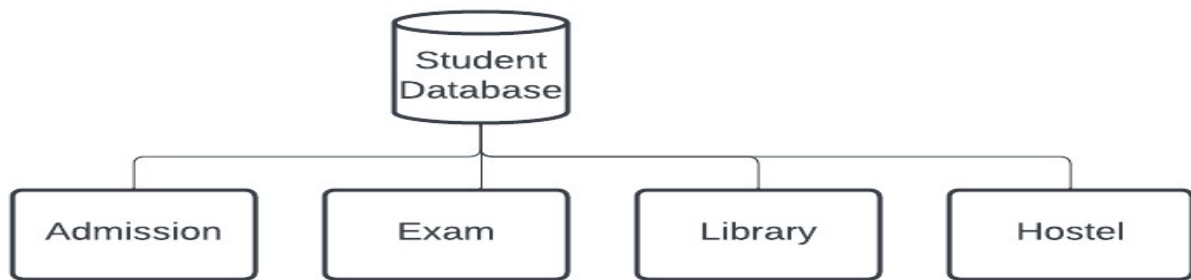 Student
Database
Admission
Exam
Library
Hostel